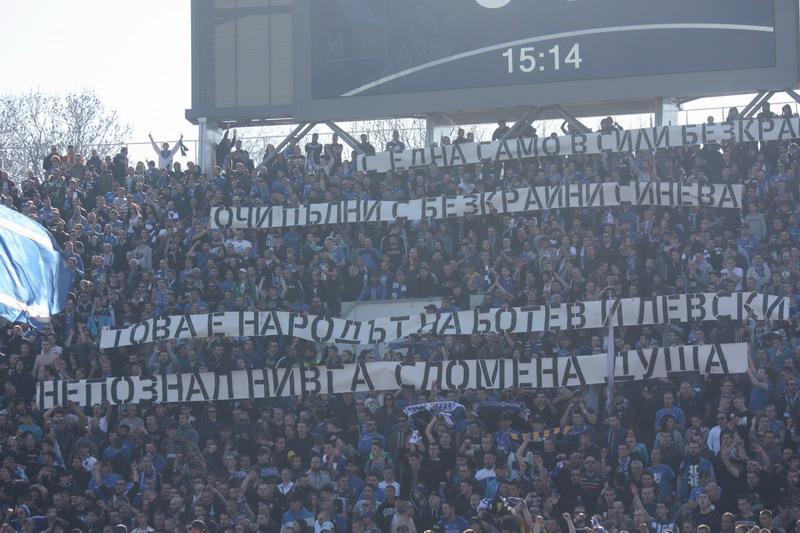 15:14
С ЕДНА САМО В СИЛИ БЕЗКРА
ОЧИ ПЪЛНИ С БЕЗКРАЙНИ СИНЕВА
ТОВА Е НАРОДЪТ НА БОТЕВ И ЛЕВСКИ
НЕПОЗНАЛ НИВГА СЛОМЕНА ДУША